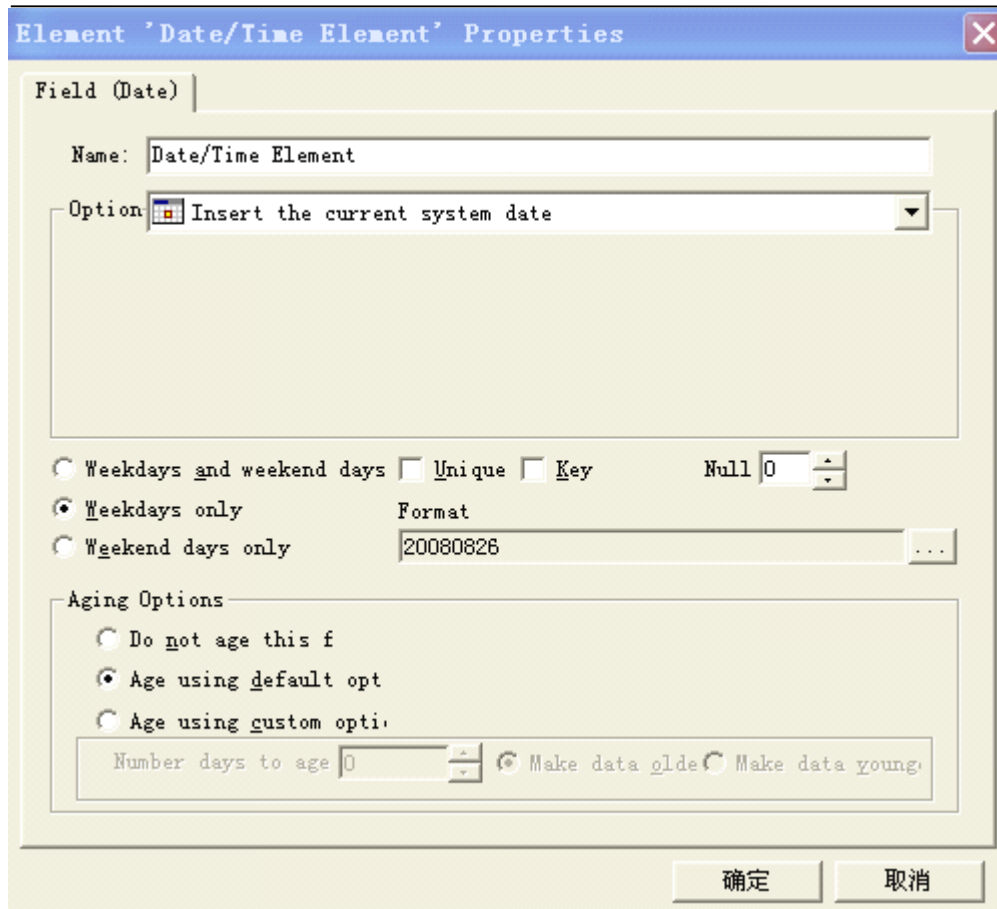 Element 'Date/Time Element' Properties
Field (Date)
Name: Date/Time Element
Option Insert the current system date
Weekdays and weekend days Unique Key Null 0
Weekdays only Format
Weekend days only 20080826 ...
Aging Options
Do not age this f
Age using default opt
Age using custom opti
Number days to age 0 Make data olde Make data young
确定 取消